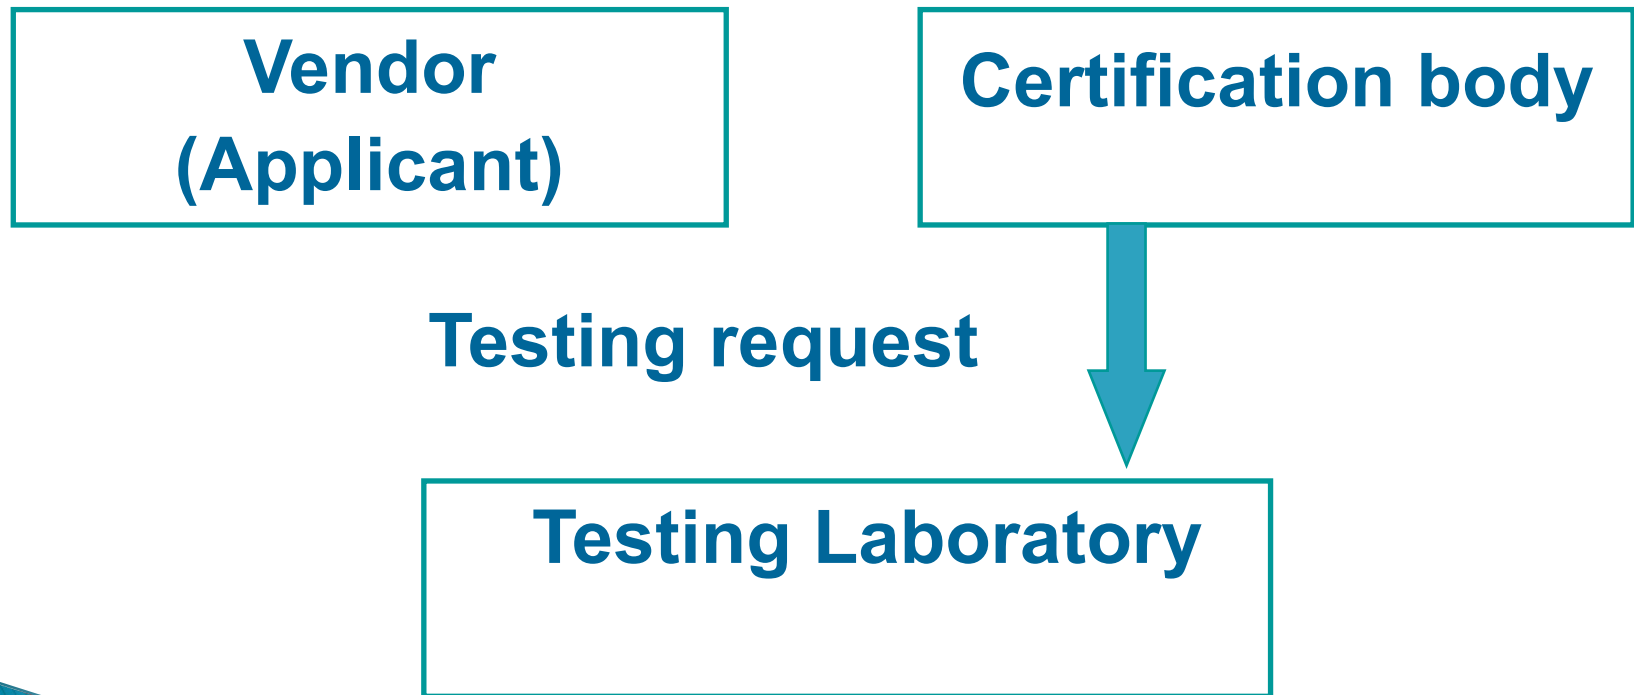 Vendor
(Applicant)
Certification body
Testing request
Testing Laboratory